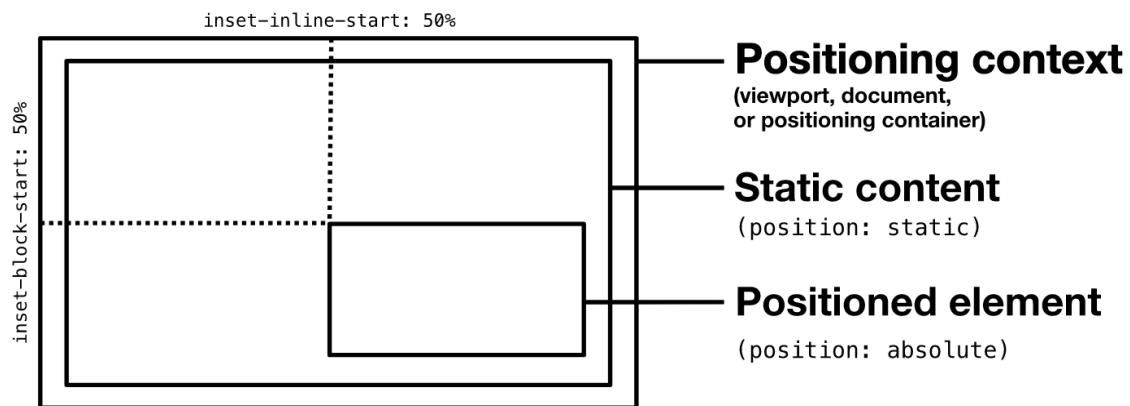 inset-inline-start: 50%
inset-block-start: 50%
Positioning context
(viewport, document,
or positioning container)
Static content
(position: static)
Positioned element
(position: absolute)